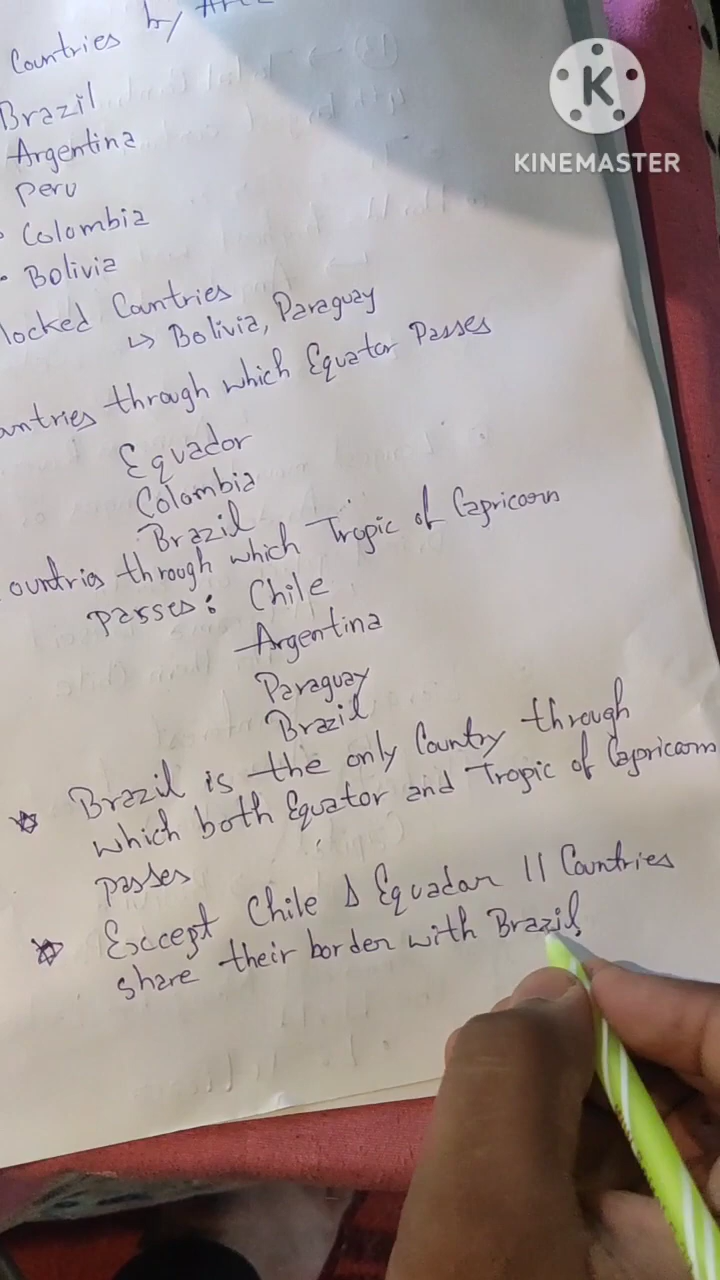 Countries by
Brazil
Argentina
Peru
Colombia
Bolivia
locked Countries
↳ Bolivia, Paraguay
untries through which Equator Passes
Equador
Colombia
Brazil
ountries through which Tropic of Capricorn
passes: Chile
Argentina
Paraguay
Brazil
Brazil is the only Country through
which both Equator and Tropic of Capricorn
passes
Except Chile & Equador 11 Countries
share their border with Brazil
K
KINEMASTER